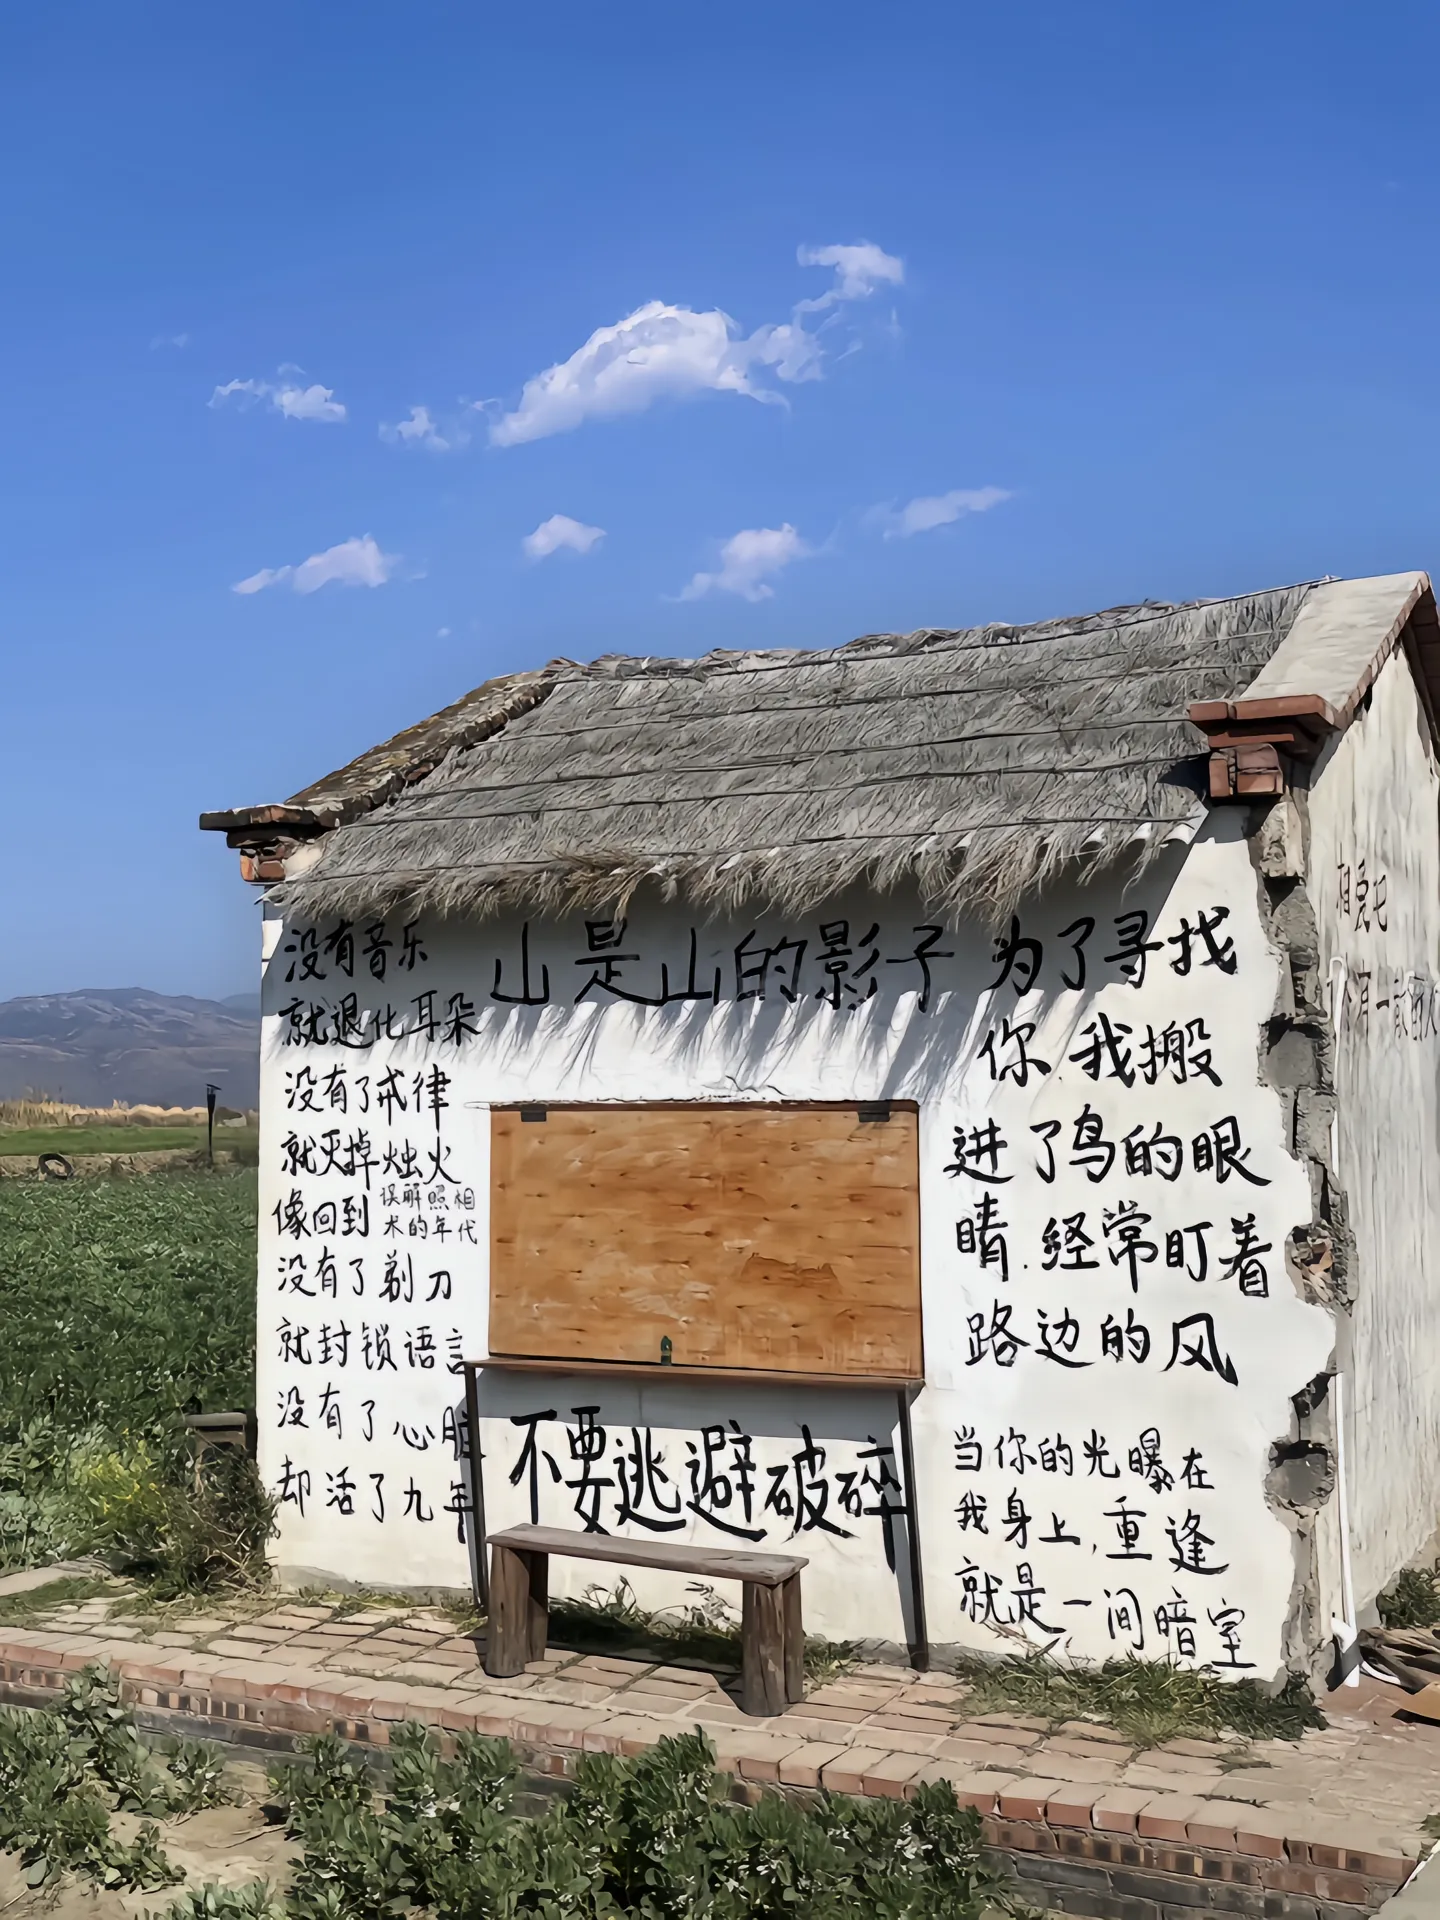 没有音乐
就退化耳朵
没有了戒律
就灭掉烛火
像回到误解照相
术的年代
没有了剃刀
就封锁语言
没有了心脏
却活了九年
山是山的影子
不要逃避破碎
为了寻找
你.我搬
进了鸟的眼
睛.经常盯着
路边的风
当你的光曝在
我身上,重逢
就是一间暗室